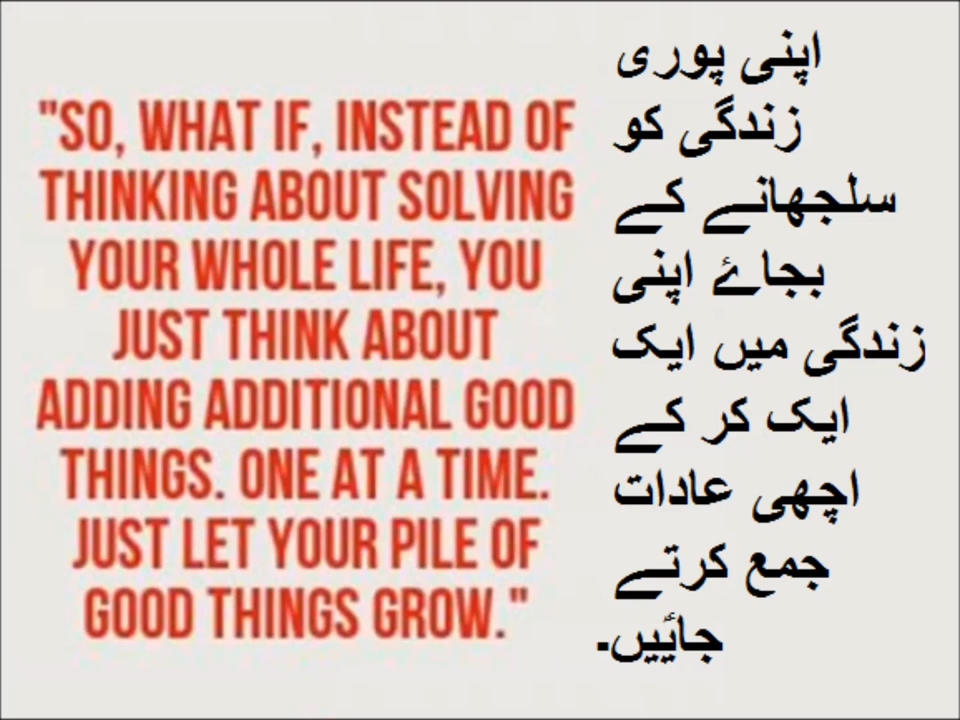 "SO, WHAT IF, INSTEAD OF
THINKING ABOUT SOLVING
YOUR WHOLE LIFE, YOU
JUST THINK ABOUT
ADDING ADDITIONAL GOOD
THINGS. ONE AT A TIME.
JUST LET YOUR PILE OF
GOOD THINGS GROW."
اپنی پوری
زندگی کو
سلجھانے کے
بجاۓ اپنی
زندگی میں ایک
ایک کر کے
اچھی عادات
جمع کرتے
جائییں۔